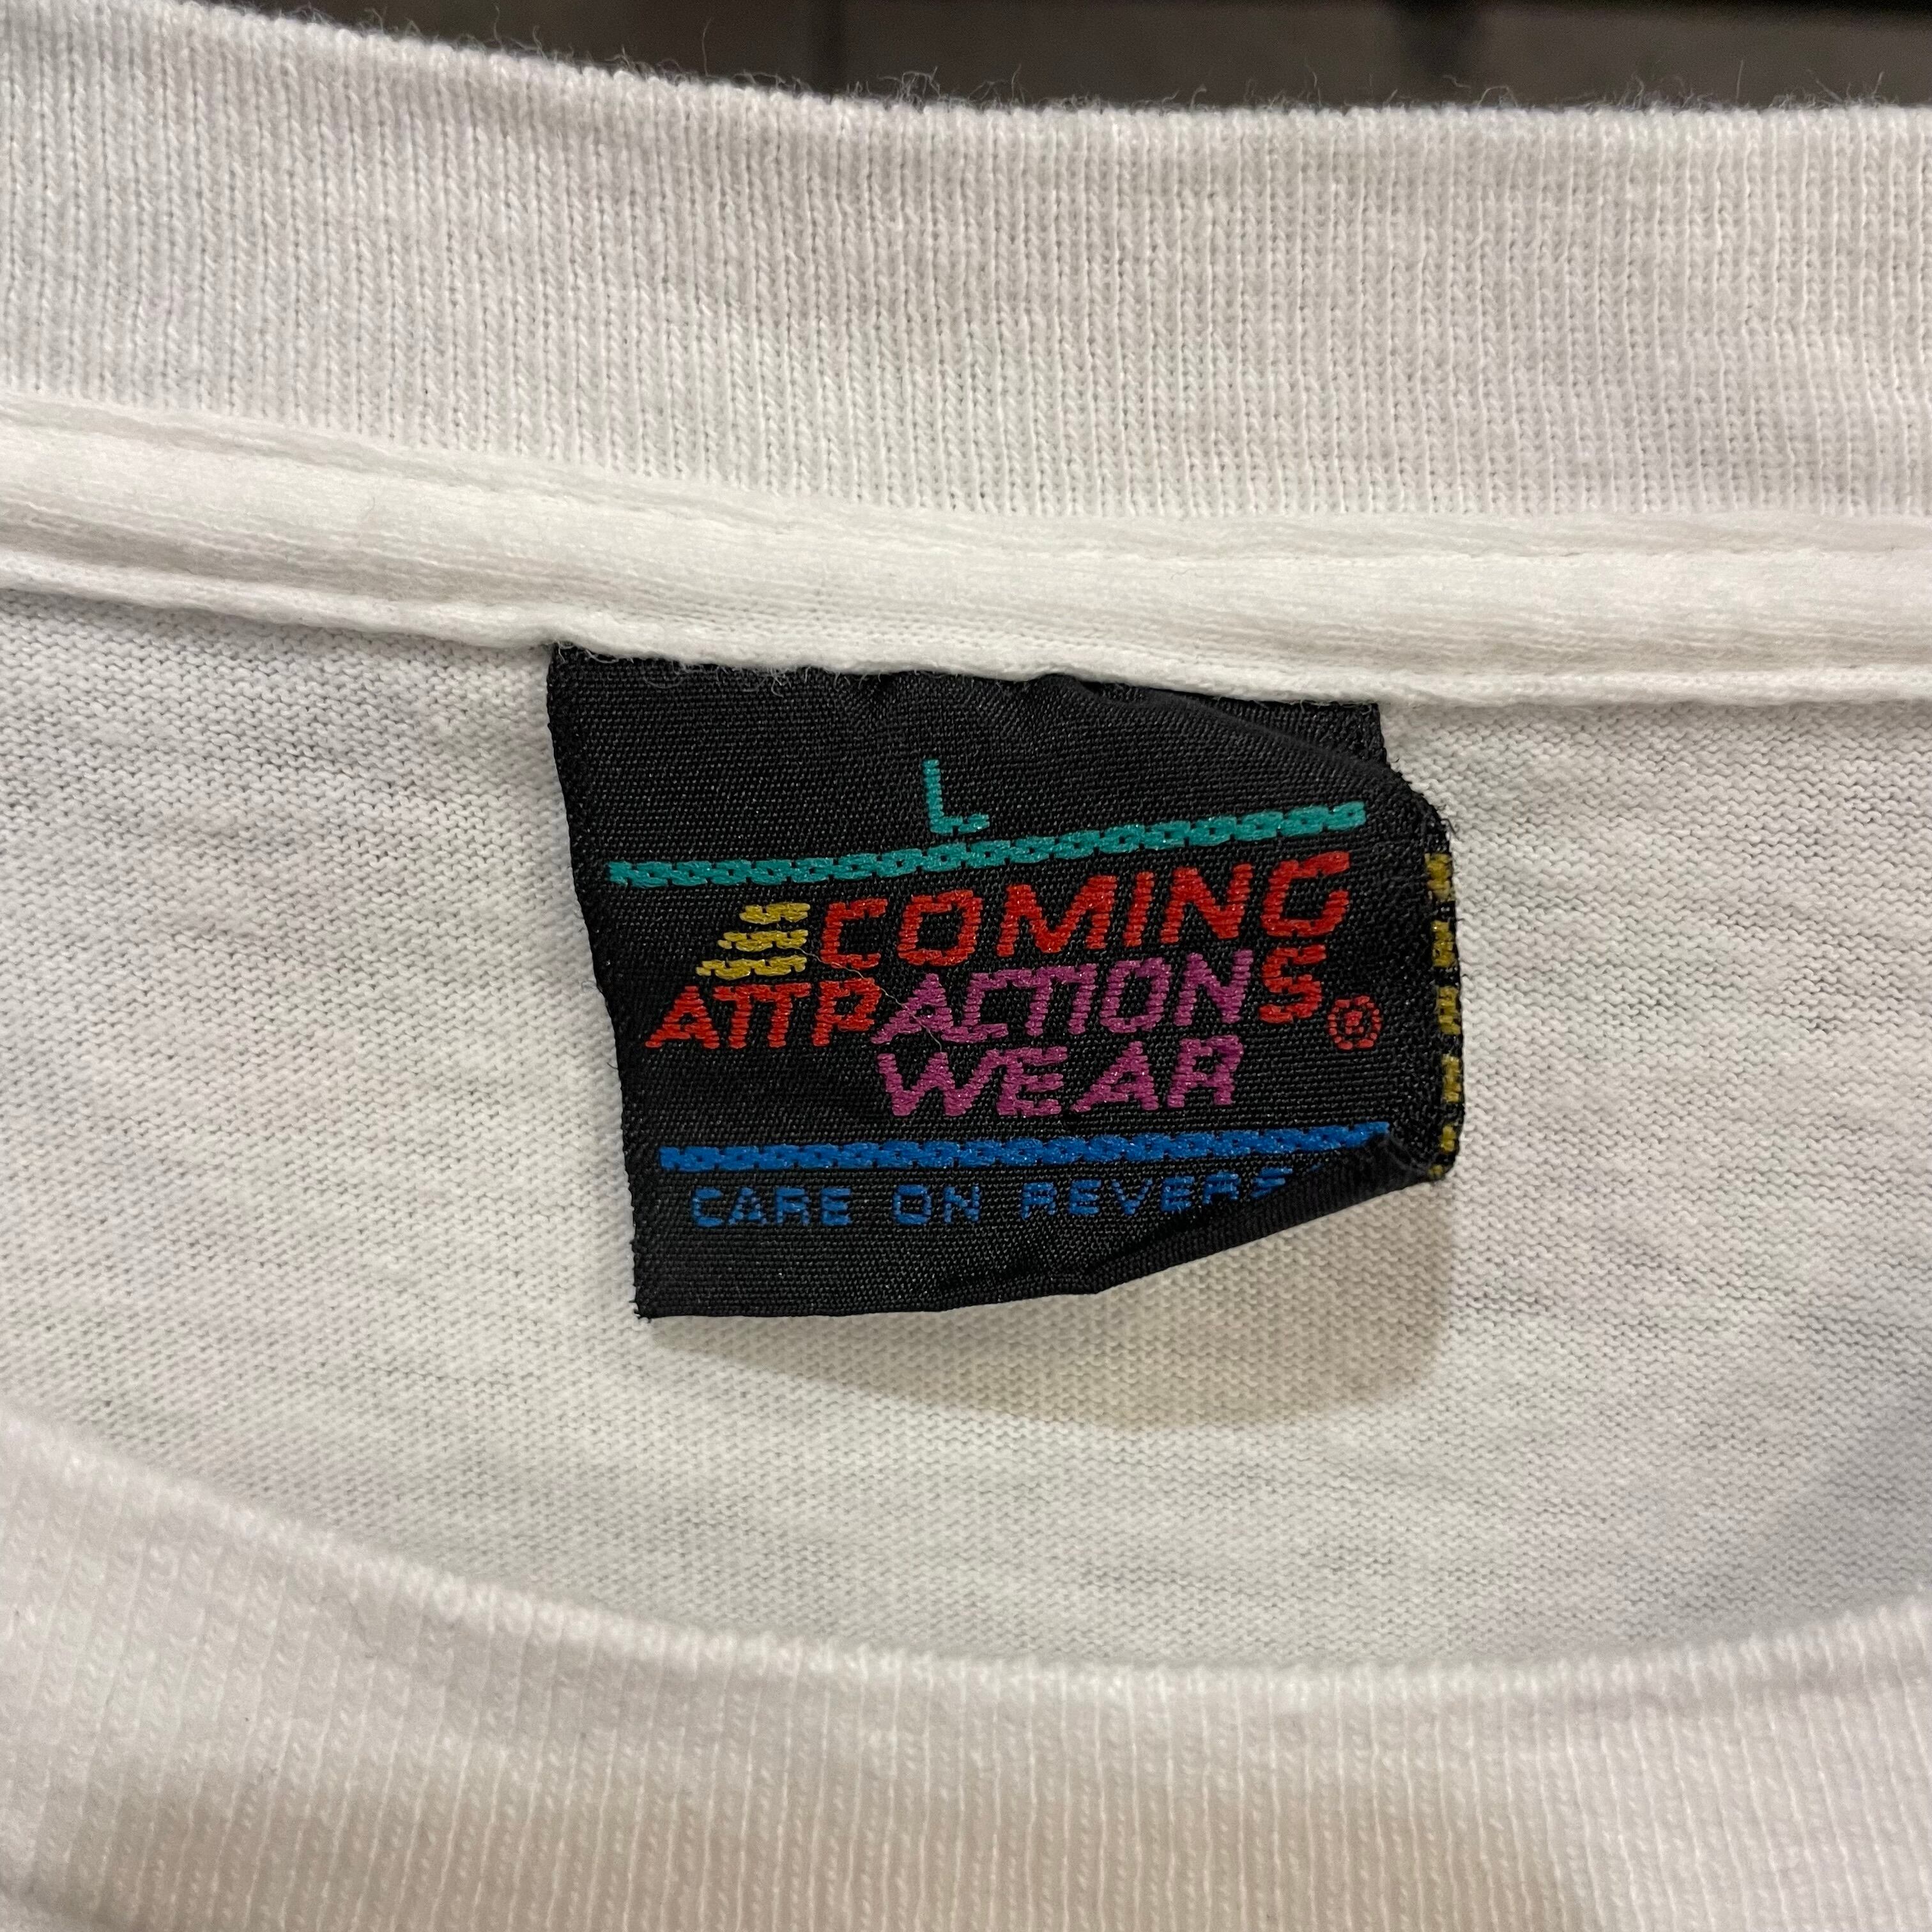 L
COMING
ATTRACTIONS®
WEAR
CARE ON REVERSE